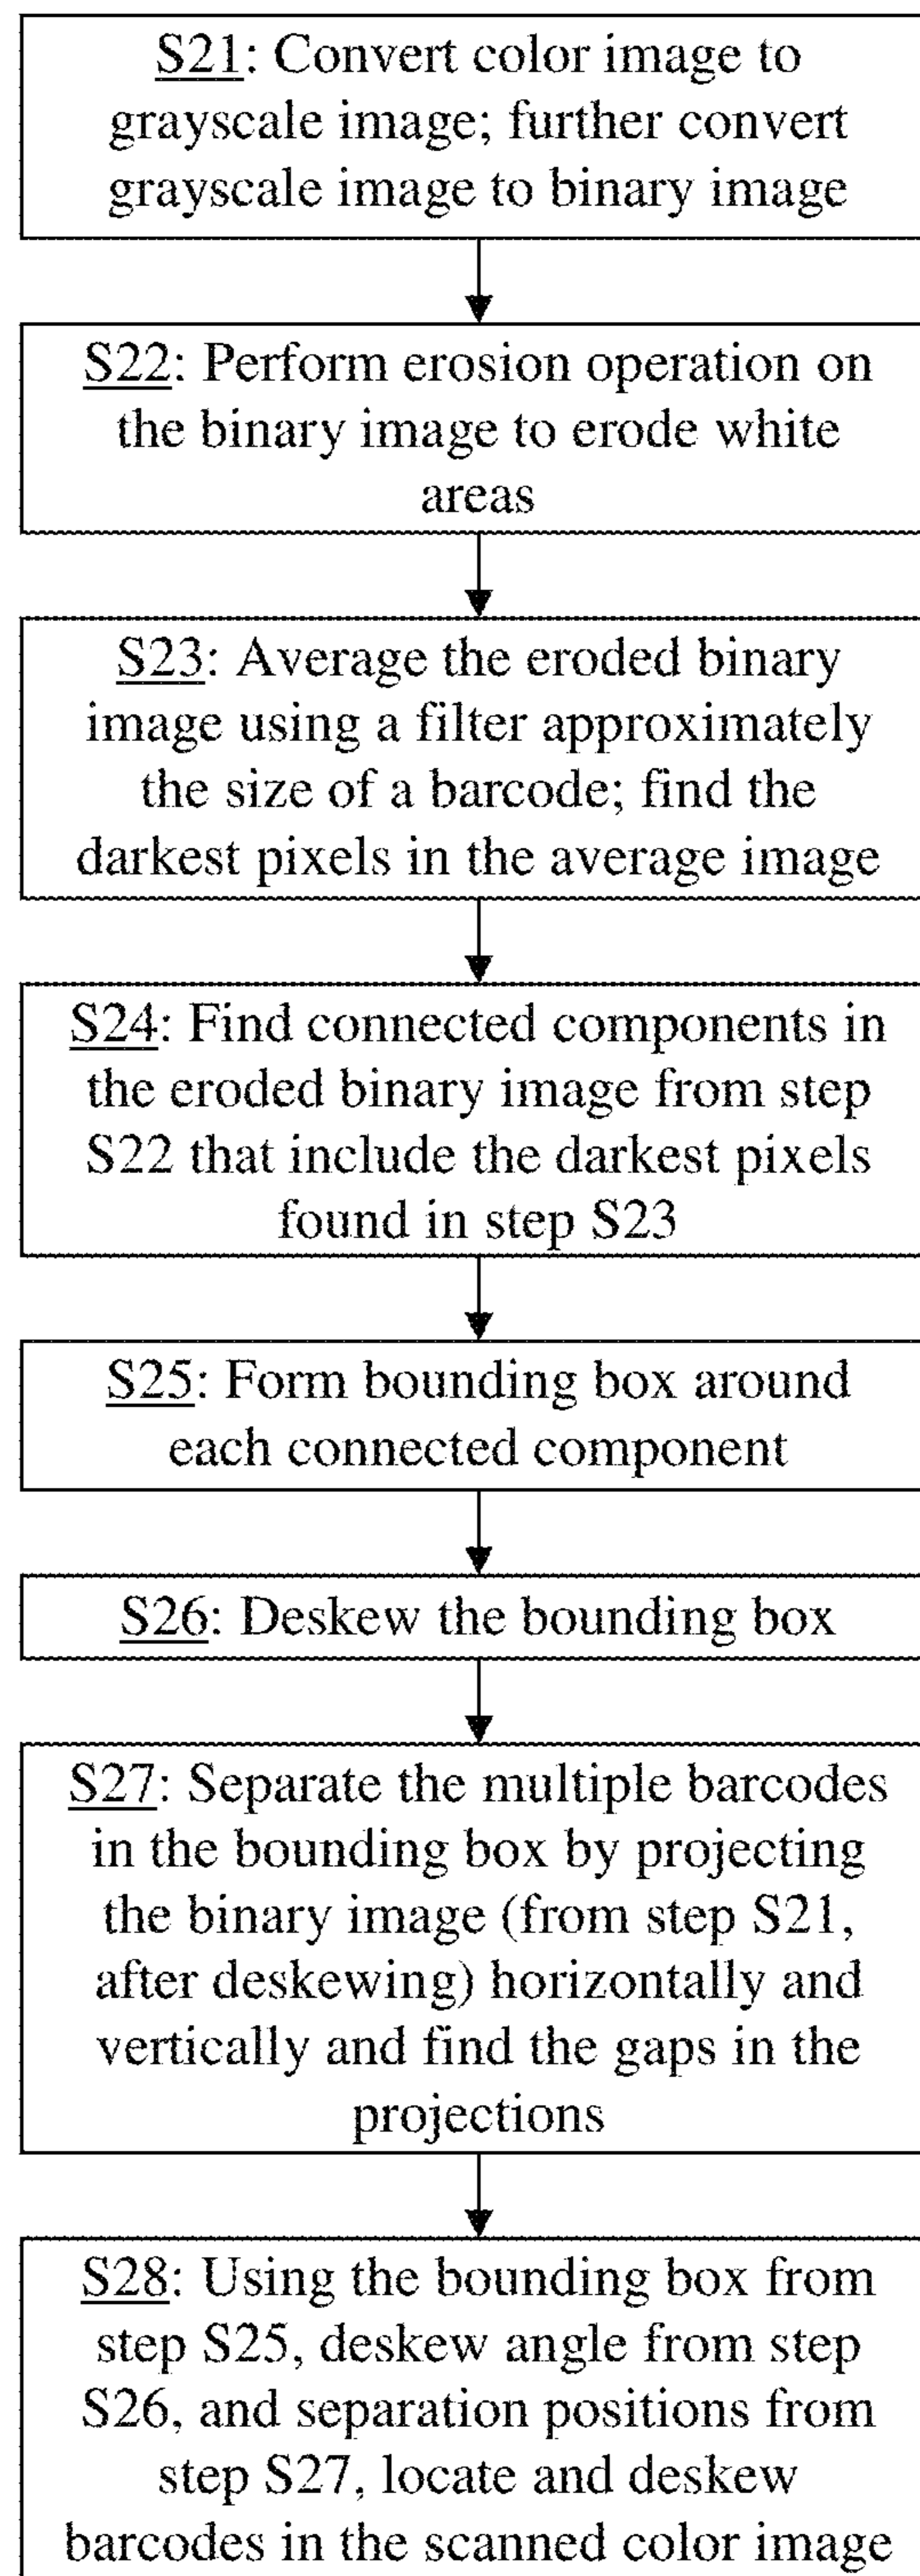 S21: Convert color image to
grayscale image; further convert
grayscale image to binary image
S22: Perform erosion operation on
the binary image to erode white
areas
S23: Average the eroded binary
image using a filter approximately
the size of a barcode; find the
darkest pixels in the average image
S24: Find connected components in
the eroded binary image from step
S22 that include the darkest pixels
found in step S23
S25: Form bounding box around
each connected component
S26: Deskew the bounding box
S27: Separate the multiple barcodes
in the bounding box by projecting
the binary image (from step S21,
after deskewing) horizontally and
vertically and find the gaps in the
projections
S28: Using the bounding box from
step S25, deskew angle from step
S26, and separation positions from
step S27, locate and deskew
barcodes in the scanned color image